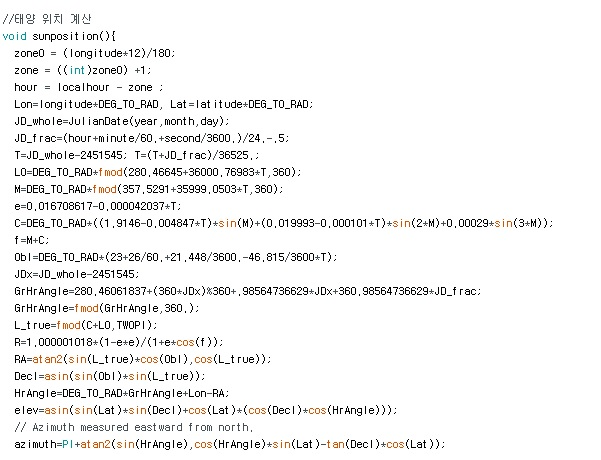 //태양 위치 계산
void sunposition(){
zone0 = (longitude*12)/180;
zone = ((int)zone0) +1;
hour = localhour - zone ;
Lon=longitude*DEG_TO_RAD, Lat=latitude*DEG_TO_RAD;
JD_whole=JulianDate(year,month,day);
JD_frac=(hour+minute/60.+second/3600.)/24.-.5;
T=JD_whole-2451545; T=(T+JD_frac)/36525.;
L0=DEG_TO_RAD*fmod(280.46645+36000.76983*T,360);
M=DEG_TO_RAD*fmod(357.5291+35999.0503*T,360);
e=0.016708617-0.000042037*T;
C=DEG_TO_RAD*((1.9146-0.004847*T)*sin(M)+(0.019993-0.000101*T)*sin(2*M)+0.00029*sin(3*M));
f=M+C;
Obl=DEG_TO_RAD*(23+26/60.+21.448/3600.-46.815/3600*T);
JDx=JD_whole-2451545;
GrHrAngle=280.46061837+(360*JDx)%360+.98564736629*JDx+360.98564736629*JD_frac;
GrHrAngle=fmod(GrHrAngle,360.);
L_true=fmod(C+L0,TWOPI);
R=1.000001018*(1-e*e)/(1+e*cos(f));
RA=atan2(sin(L_true)*cos(Obl),cos(L_true));
Decl=asin(sin(Obl)*sin(L_true));
HrAngle=DEG_TO_RAD*GrHrAngle+Lon-RA;
elev=asin(sin(Lat)*sin(Decl)+cos(Lat)*(cos(Decl)*cos(HrAngle)));
// Azimuth measured eastward from north.
azimuth=PI+atan2(sin(HrAngle),cos(HrAngle)*sin(Lat)-tan(Decl)*cos(Lat));